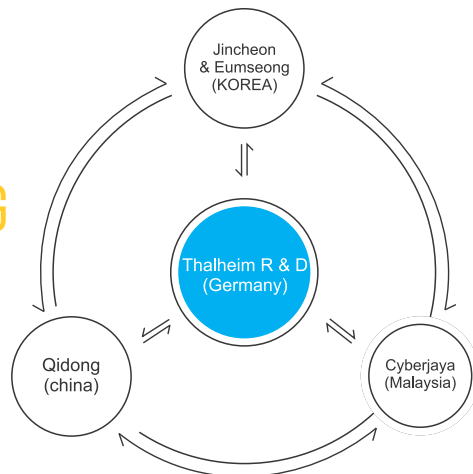 Jincheon
& Eumseong
(KOREA)
G
Thalheim R & D
(Germany)
Qidong
(china)
Cyberjaya
(Malaysia)